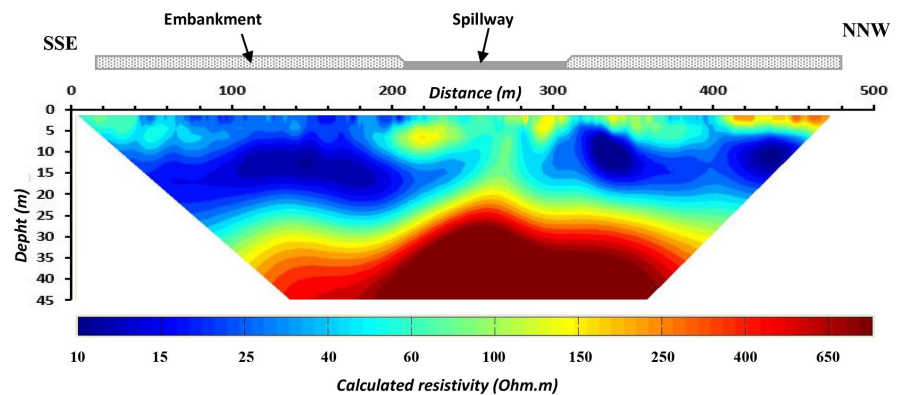 Embankment Spillway
SSE NNW
0 100 200 300 400 500
Distance (m)
0
5
10
15
20
25
30
35
40
45
Depht (m)
10 15 25 40 60 100 150 250 400 650
Calculated resistivity (Ohm.m)